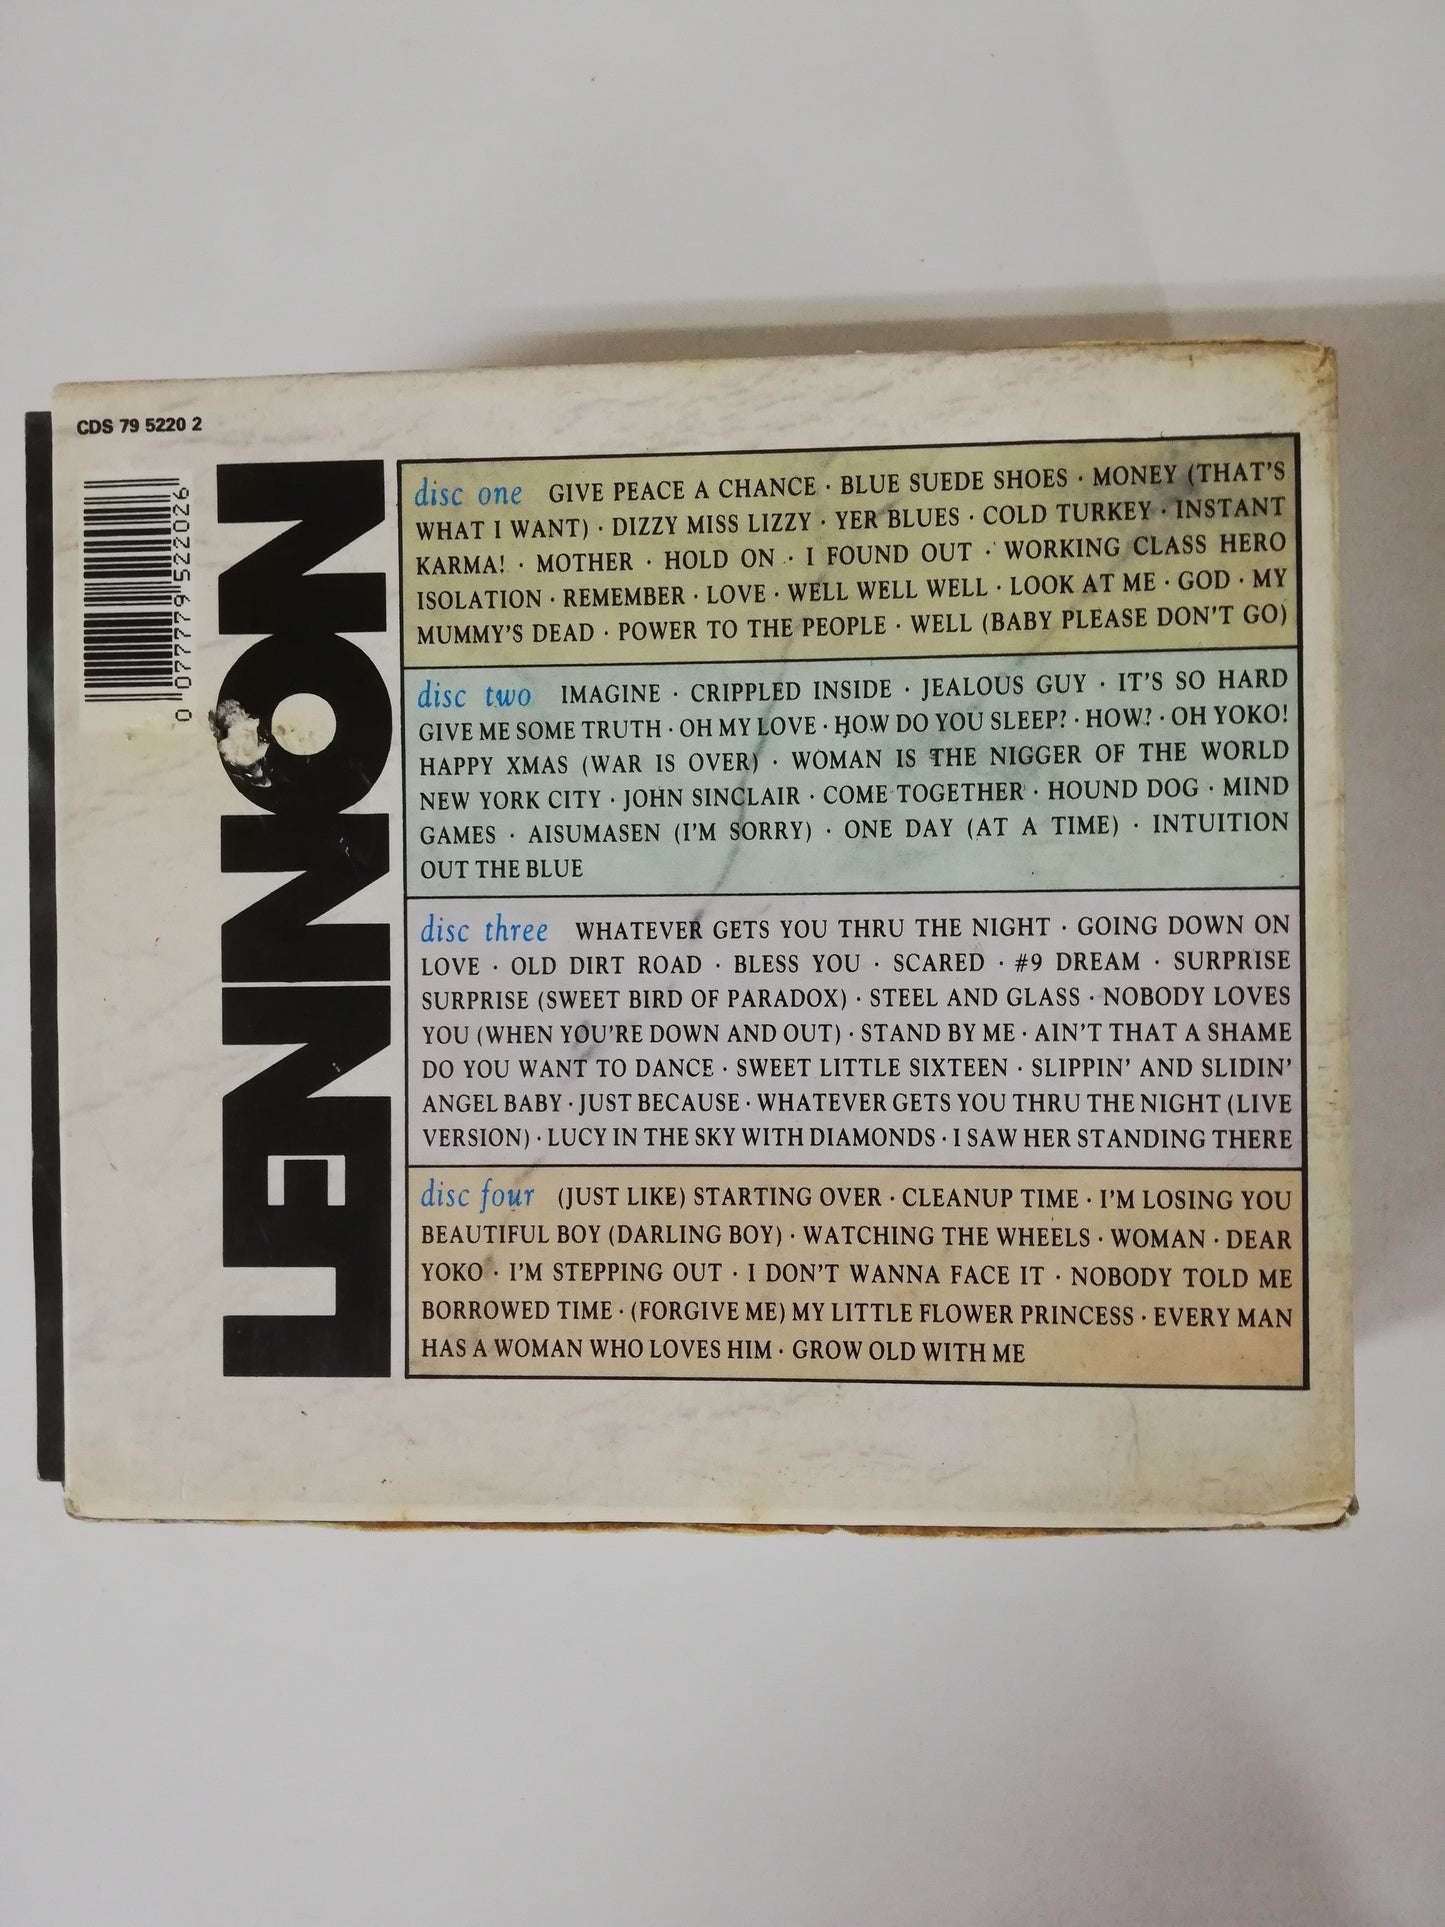 CDS 79 5220 2
0 077779 522026
LENNON
disc one GIVE PEACE A CHANCE · BLUE SUEDE SHOES · MONEY (THAT'S
WHAT I WANT) · DIZZY MISS LIZZY · YER BLUES · COLD TURKEY · INSTANT
KARMA! · MOTHER · HOLD ON · I FOUND OUT · WORKING CLASS HERO
ISOLATION · REMEMBER · LOVE · WELL WELL WELL · LOOK AT ME · GOD · MY
MUMMY'S DEAD · POWER TO THE PEOPLE · WELL (BABY PLEASE DON'T GO)
disc two IMAGINE · CRIPPLED INSIDE · JEALOUS GUY · IT'S SO HARD
GIVE ME SOME TRUTH · OH MY LOVE · HOW DO YOU SLEEP? · HOW? · OH YOKO!
HAPPY XMAS (WAR IS OVER) · WOMAN IS THE NIGGER OF THE WORLD
NEW YORK CITY · JOHN SINCLAIR · COME TOGETHER · HOUND DOG · MIND
GAMES · AISUMASEN (I'M SORRY) · ONE DAY (AT A TIME) · INTUITION
OUT THE BLUE
disc three WHATEVER GETS YOU THRU THE NIGHT · GOING DOWN ON
LOVE · OLD DIRT ROAD · BLESS YOU · SCARED · #9 DREAM · SURPRISE
SURPRISE (SWEET BIRD OF PARADOX) · STEEL AND GLASS · NOBODY LOVES
YOU (WHEN YOU'RE DOWN AND OUT) · STAND BY ME · AIN'T THAT A SHAME
DO YOU WANT TO DANCE · SWEET LITTLE SIXTEEN · SLIPPIN' AND SLIDIN'
ANGEL BABY · JUST BECAUSE · WHATEVER GETS YOU THRU THE NIGHT (LIVE
VERSION) · LUCY IN THE SKY WITH DIAMONDS · I SAW HER STANDING THERE
disc four (JUST LIKE) STARTING OVER · CLEANUP TIME · I'M LOSING YOU
BEAUTIFUL BOY (DARLING BOY) · WATCHING THE WHEELS · WOMAN · DEAR
YOKO · I'M STEPPING OUT · I DON'T WANNA FACE IT · NOBODY TOLD ME
BORROWED TIME · (FORGIVE ME) MY LITTLE FLOWER PRINCESS · EVERY MAN
HAS A WOMAN WHO LOVES HIM · GROW OLD WITH ME